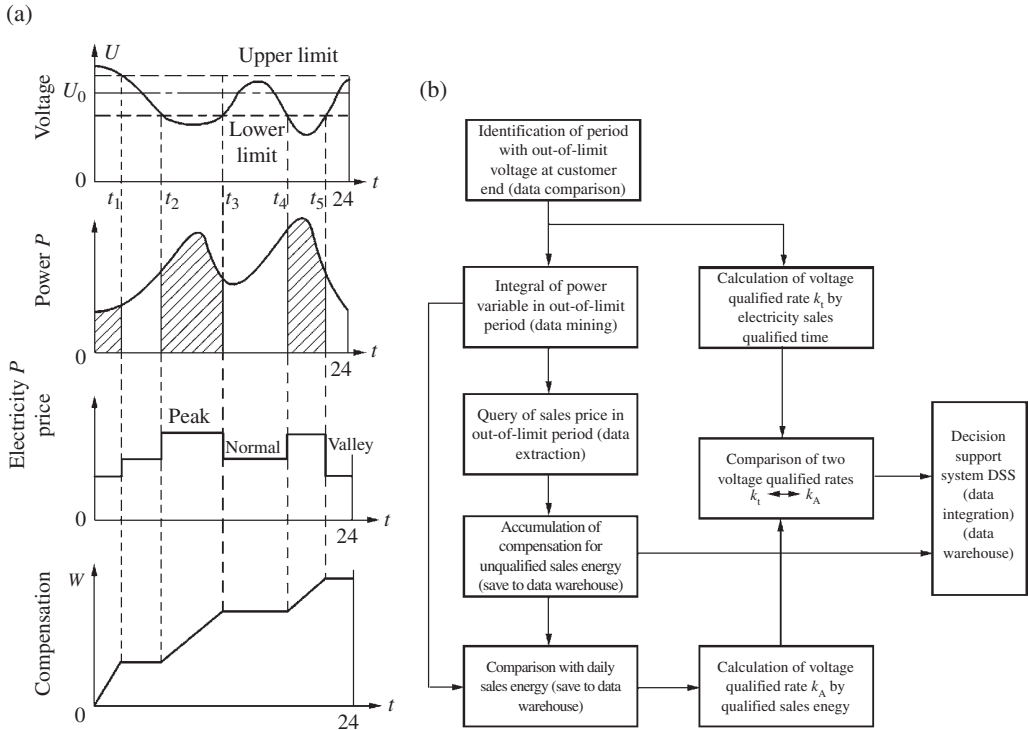 (a)
U
Upper limit
U₀
Voltage
Lower
limit
0
t
t₁
t₂
t₃
t₄
t₅
24
Power P
0
t
24
Electricity P
price
Peak
Normal
Valley
0
t
24
W
Compensation
0
t
24
(b)
Identification of period
with out-of-limit
voltage at customer
end (data comparison)
Integral of power
variable in out-of-limit
period (data mining)
Calculation of voltage
qualified rate kₜ by
electricity sales
qualified time
Query of sales price in
out-of-limit period (data
extraction)
Comparison of two
voltage qualified rates
kₜ ↔ k_A
Decision
support
system DSS
(data
integration)
(data
warehouse)
Accumulation of
compensation for
unqualified sales energy
(save to data warehouse)
Comparison with daily
sales energy (save to data
warehouse)
Calculation of voltage
qualified rate k_A by
qualified sales enegy